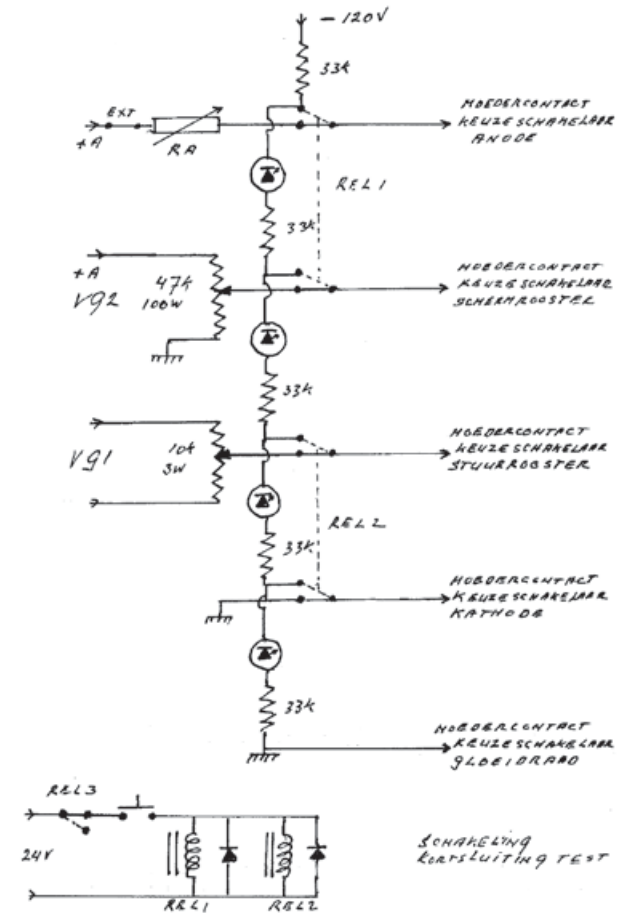 - 120V
33k
EXT
+A
RA
MOEDERCONTACT
KEUZESCHAKELAAR
ANODE
REL1
33k
+A
VG2
47k
100W
MOEDERCONTACT
KEUZESCHAKELAAR
SCHERMROOSTER
33k
VG1
10k
3W
MOEDERCONTACT
KEUZESCHAKELAAR
STUURROOSTER
REL2
33k
MOEDERCONTACT
KEUZESCHAKELAAR
KATHODE
33k
MOEDERCONTACT
KEUZESCHAKELAAR
GLOEIDRAAD
REL3
24V
REL1
REL2
SCHAKELING
KORTSLUITING TEST